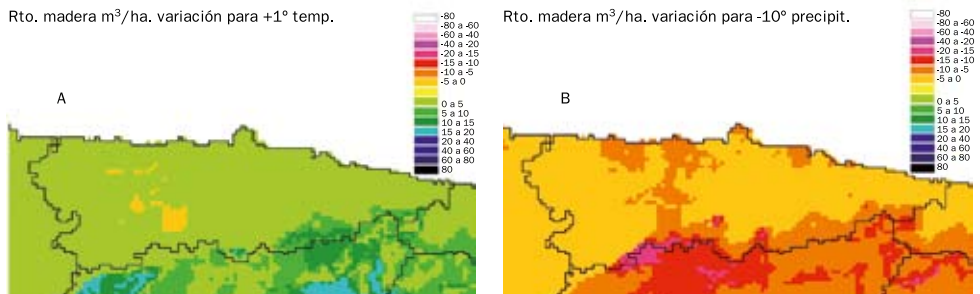 Rto. madera m³/ha. variación para +1º temp.
-80
-80 a -60
-60 a -40
-40 a -20
-20 a -15
-15 a -10
-10 a -5
-5 a 0
0 a 5
5 a 10
10 a 15
15 a 20
20 a 40
40 a 60
60 a 80
80
A
Rto. madera m³/ha. variación para -10º precipit.
-80
-80 a -60
-60 a -40
-40 a -20
-20 a -15
-15 a -10
-10 a -5
-5 a 0
0 a 5
5 a 10
10 a 15
15 a 20
20 a 40
40 a 60
60 a 80
80
B